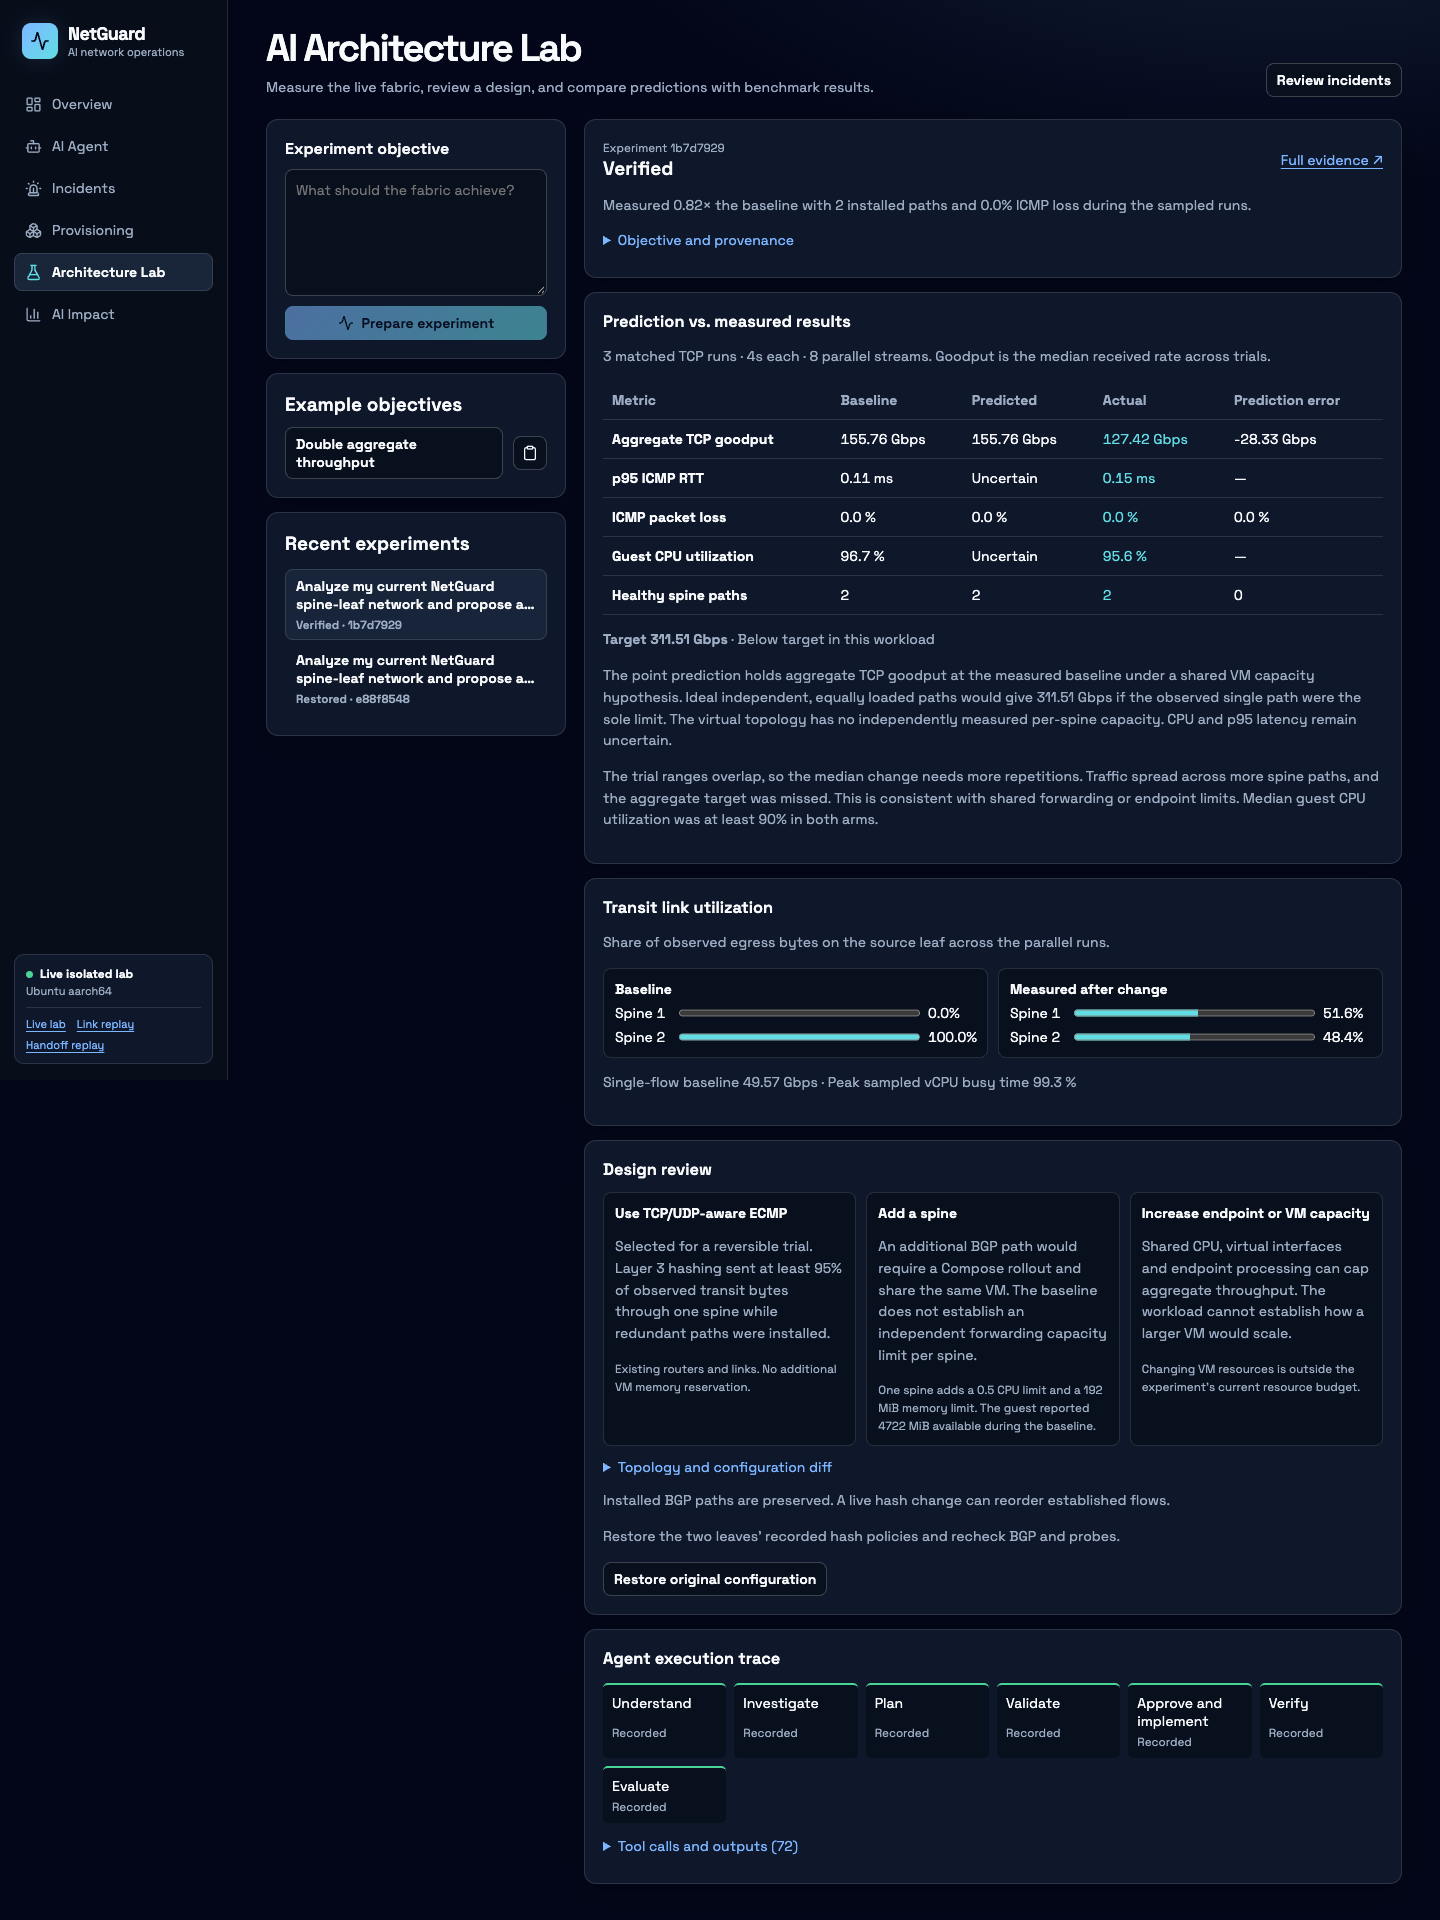 NetGuard
AI network operations
Overview
AI Agent
Incidents
Provisioning
Architecture Lab
AI Impact
Live isolated lab
Ubuntu aarch64
Live lab Link replay
Handoff replay
AI Architecture Lab
Measure the live fabric, review a design, and compare predictions with benchmark results.
Review incidents
Experiment objective
What should the fabric achieve?
Prepare experiment
Example objectives
Double aggregate
throughput
Recent experiments
Analyze my current NetGuard
spine-leaf network and propose a…
Verified · 1b7d7929
Analyze my current NetGuard
spine-leaf network and propose a…
Restored · e88f8548
Experiment 1b7d7929
Verified
Full evidence ↗
Measured 0.82× the baseline with 2 installed paths and 0.0% ICMP loss during the sampled runs.
Objective and provenance
Prediction vs. measured results
3 matched TCP runs · 4s each · 8 parallel streams. Goodput is the median received rate across trials.
Metric Baseline Predicted Actual Prediction error
Aggregate TCP goodput 155.76 Gbps 155.76 Gbps 127.42 Gbps -28.33 Gbps
p95 ICMP RTT 0.11 ms Uncertain 0.15 ms —
ICMP packet loss 0.0 % 0.0 % 0.0 % 0.0 %
Guest CPU utilization 96.7 % Uncertain 95.6 % —
Healthy spine paths 2 2 2 0
Target 311.51 Gbps · Below target in this workload
The point prediction holds aggregate TCP goodput at the measured baseline under a shared VM capacity
hypothesis. Ideal independent, equally loaded paths would give 311.51 Gbps if the observed single path were the
sole limit. The virtual topology has no independently measured per-spine capacity. CPU and p95 latency remain
uncertain.
The trial ranges overlap, so the median change needs more repetitions. Traffic spread across more spine paths, and
the aggregate target was missed. This is consistent with shared forwarding or endpoint limits. Median guest CPU
utilization was at least 90% in both arms.
Transit link utilization
Share of observed egress bytes on the source leaf across the parallel runs.
Baseline
Spine 1 0.0%
Spine 2 100.0%
Measured after change
Spine 1 51.6%
Spine 2 48.4%
Single-flow baseline 49.57 Gbps · Peak sampled vCPU busy time 99.3 %
Design review
Use TCP/UDP-aware ECMP
Selected for a reversible trial.
Layer 3 hashing sent at least 95%
of observed transit bytes
through one spine while
redundant paths were installed.
Existing routers and links. No additional
VM memory reservation.
Add a spine
An additional BGP path would
require a Compose rollout and
share the same VM. The baseline
does not establish an
independent forwarding capacity
limit per spine.
One spine adds a 0.5 CPU limit and a 192
MiB memory limit. The guest reported
4722 MiB available during the baseline.
Increase endpoint or VM capacity
Shared CPU, virtual interfaces
and endpoint processing can cap
aggregate throughput. The
workload cannot establish how a
larger VM would scale.
Changing VM resources is outside the
experiment's current resource budget.
Topology and configuration diff
Installed BGP paths are preserved. A live hash change can reorder established flows.
Restore the two leaves' recorded hash policies and recheck BGP and probes.
Restore original configuration
Agent execution trace
Understand
Recorded
Investigate
Recorded
Plan
Recorded
Validate
Recorded
Approve and
implement
Recorded
Verify
Recorded
Evaluate
Recorded
Tool calls and outputs (72)